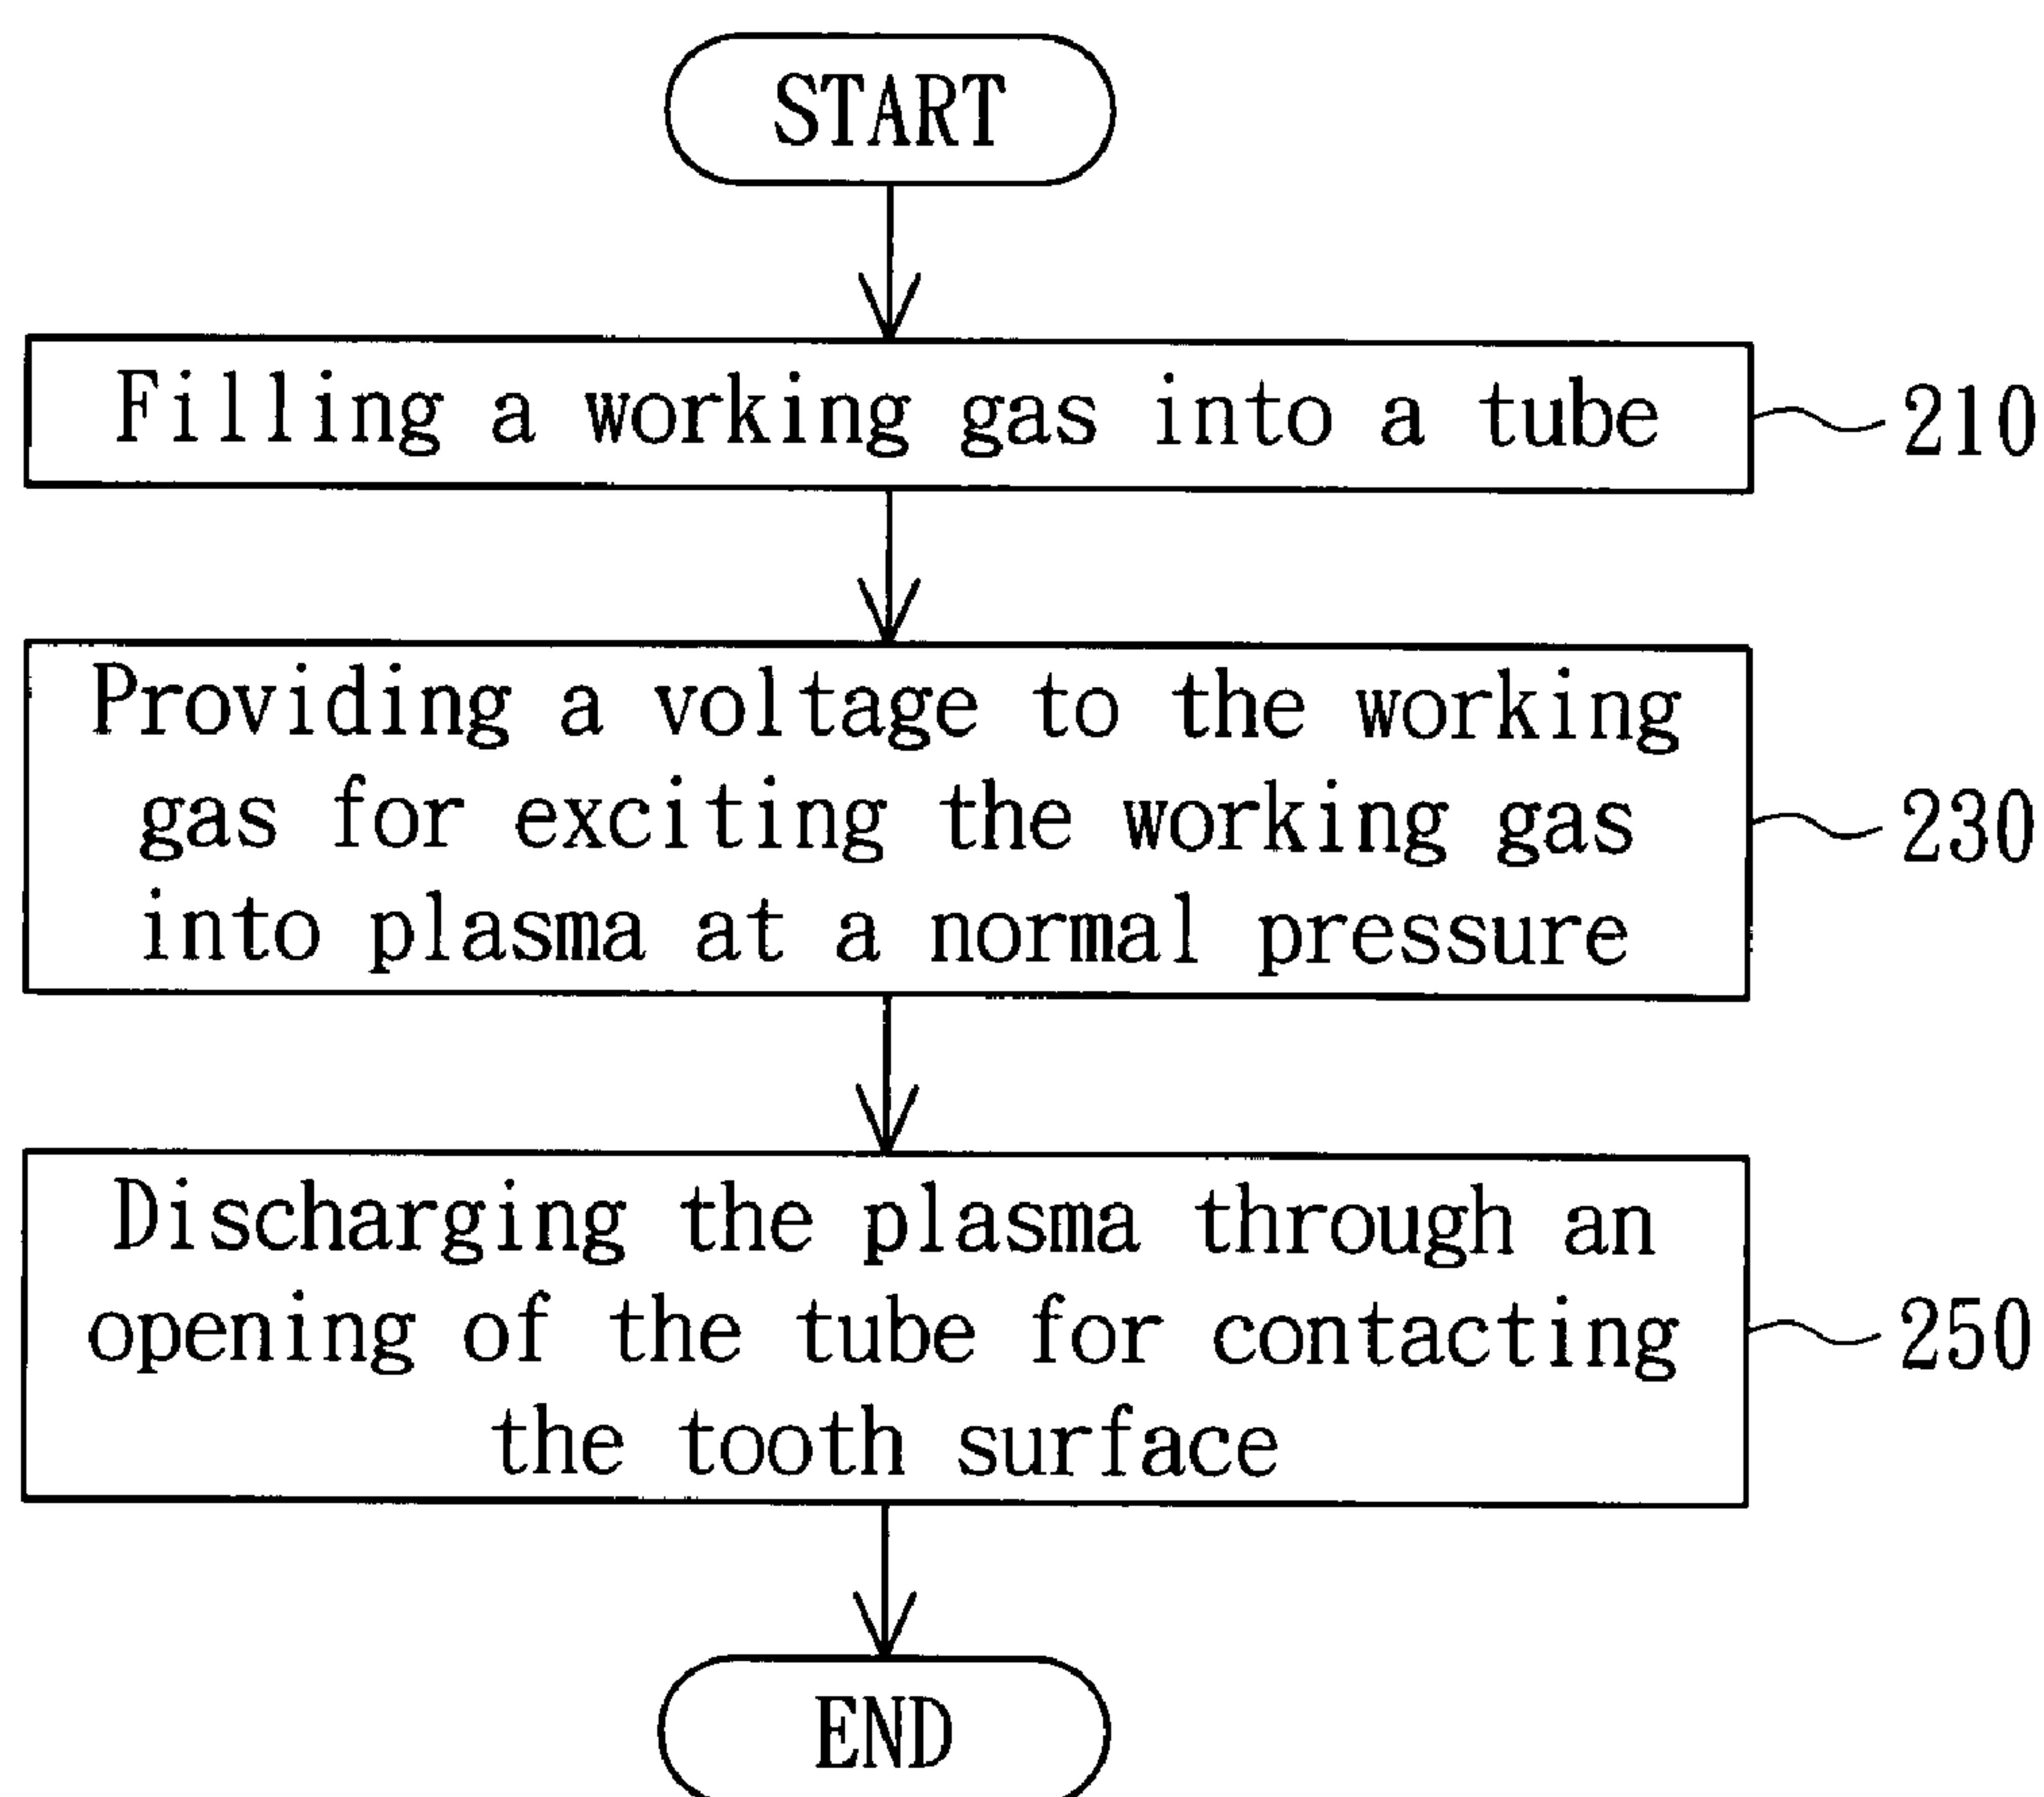 START
Filling a working gas into a tube
210
Providing a voltage to the working
gas for exciting the working gas
230
into plasma at a normal pressure
Discharging the plasma through an
opening of the tube for contacting
250
the tooth surface
END